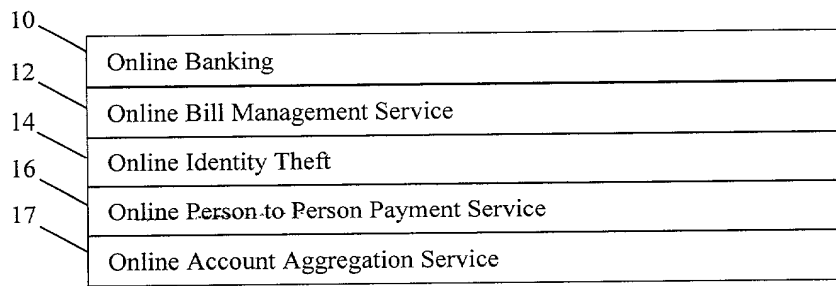 10
Online Banking
12
Online Bill Management Service
14
Online Identity Theft
16
Online Person to Person Payment Service
17
Online Account Aggregation Service